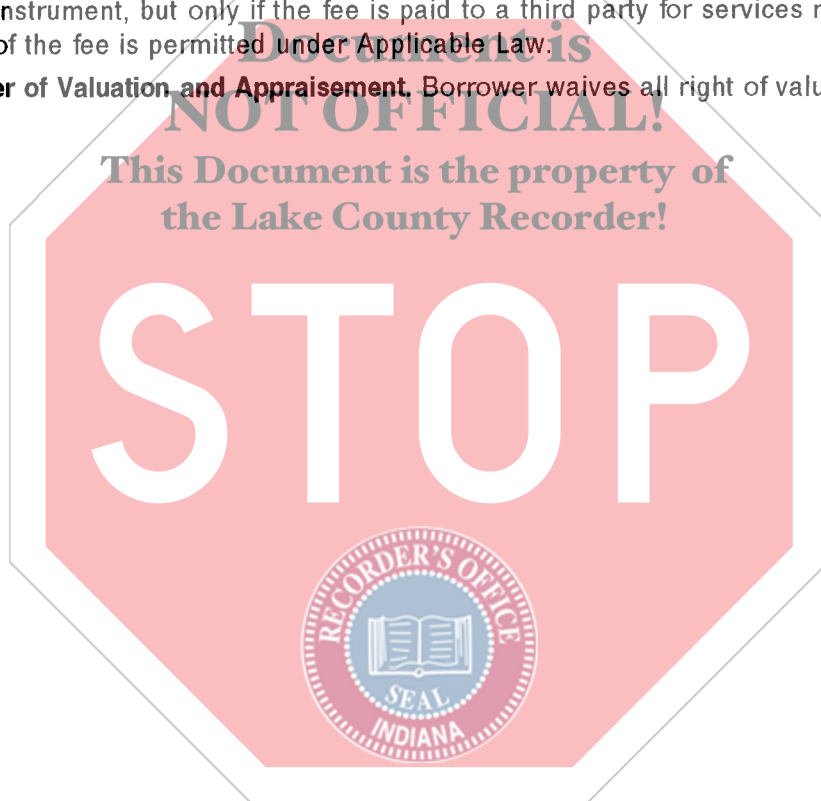 nstrument, but only if the fee is paid to a third party for services
Document is
of the fee is permitted under Applicable Law.
er of Valuation and Appraisement. Borrower waives all right of valu
NOT OFFICIAL!
This Document is the property of
the Lake County Recorder!
STOP
RECORDER'S OFFICE
SEAL
INDIANA